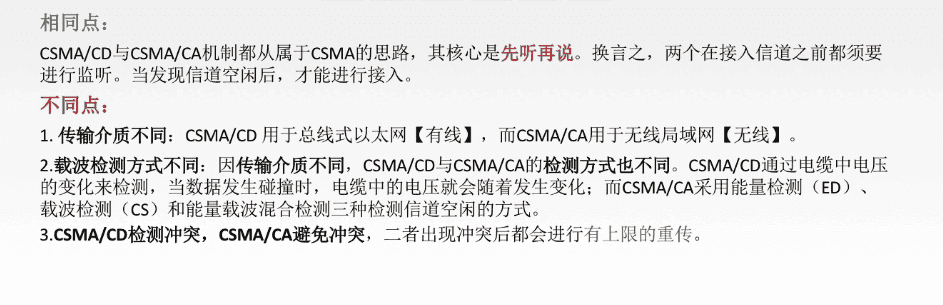 相同点：
CSMA/CD与CSMA/CA机制都从属于CSMA的思路，其核心是先听再说。换言之，两个在接入信道之前都须要
进行监听。当发现信道空闲后，才能进行接入。
不同点：
1. 传输介质不同：CSMA/CD 用于总线式以太网【有线】，而CSMA/CA用于无线局域网【无线】。
2.载波检测方式不同：因传输介质不同，CSMA/CD与CSMA/CA的检测方式也不同。CSMA/CD通过电缆中电压
的变化来检测，当数据发生碰撞时，电缆中的电压就会随着发生变化；而CSMA/CA采用能量检测（ED）、
载波检测（CS）和能量载波混合检测三种检测信道空闲的方式。
3.CSMA/CD检测冲突，CSMA/CA避免冲突，二者出现冲突后都会进行有上限的重传。